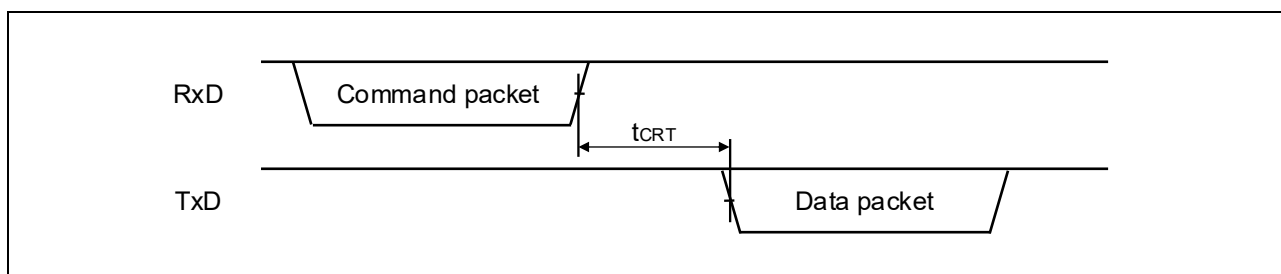 RxD Command packet
tCRT
TxD Data packet